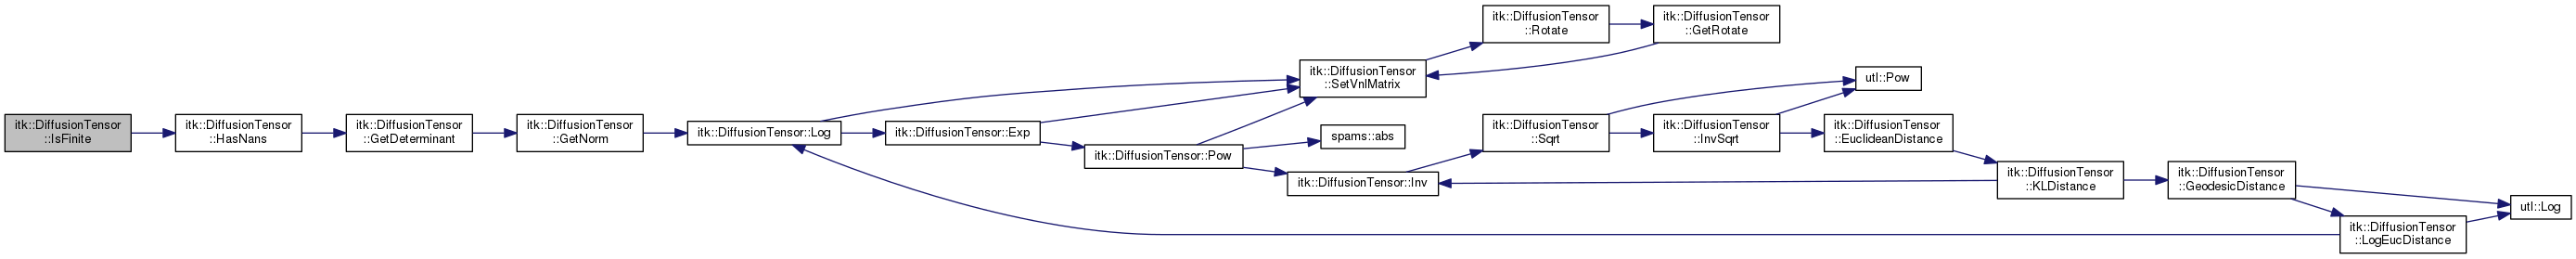 itk::DiffusionTensor
::IsFinite
itk::DiffusionTensor
::HasNans
itk::DiffusionTensor
::GetDeterminant
itk::DiffusionTensor
::GetNorm
itk::DiffusionTensor::Log
itk::DiffusionTensor::Exp
itk::DiffusionTensor::Pow
itk::DiffusionTensor
::SetVnlMatrix
spams::abs
itk::DiffusionTensor::Inv
itk::DiffusionTensor
::Rotate
itk::DiffusionTensor
::GetRotate
itk::DiffusionTensor
::Sqrt
itk::DiffusionTensor
::InvSqrt
utl::Pow
itk::DiffusionTensor
::EuclideanDistance
itk::DiffusionTensor
::KLDistance
itk::DiffusionTensor
::GeodesicDistance
itk::DiffusionTensor
::LogEucDistance
utl::Log